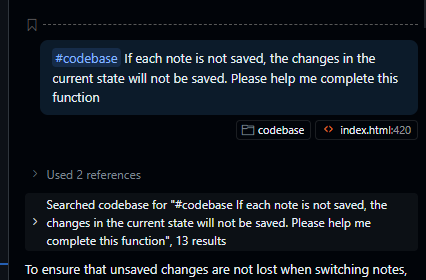 #codebase If each note is not saved, the changes in the
current state will not be saved. Please help me complete this
function
codebase
index.html:420
Used 2 references
Searched codebase for "#codebase If each note is not saved, the
changes in the current state will not be saved. Please help me
complete this function", 13 results
To ensure that unsaved changes are not lost when switching notes,